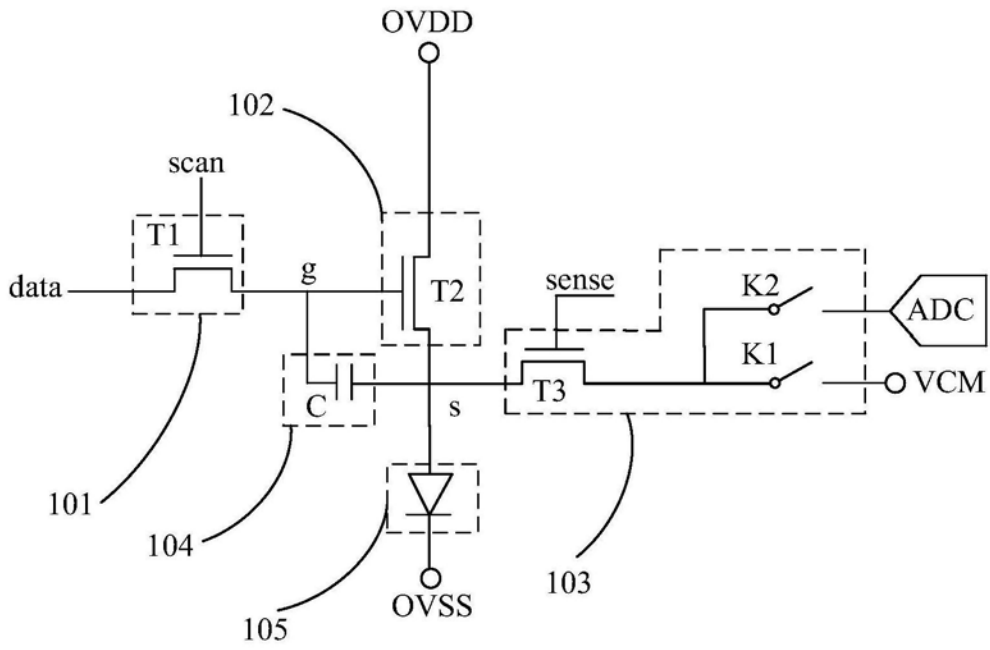 OVDD
102
scan
T1
g
sense
K2
data
T2
ADC
K1
T3
VCM
C
s
101
104
103
OVSS
105